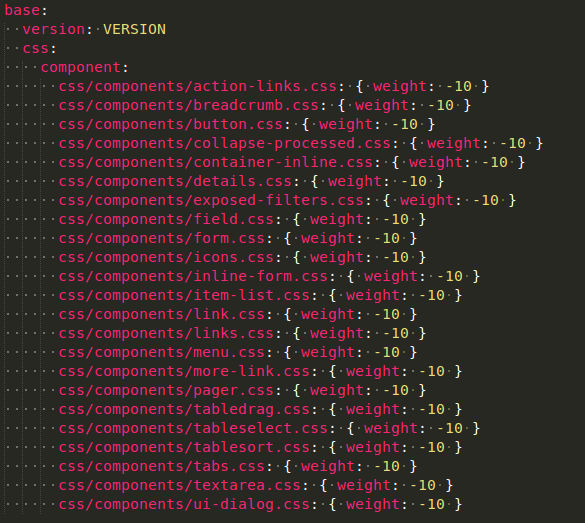 base:
  version: VERSION
  css:
    component:
      css/components/action-links.css: { weight: -10 }
      css/components/breadcrumb.css: { weight: -10 }
      css/components/button.css: { weight: -10 }
      css/components/collapse-processed.css: { weight: -10 }
      css/components/container-inline.css: { weight: -10 }
      css/components/details.css: { weight: -10 }
      css/components/exposed-filters.css: { weight: -10 }
      css/components/field.css: { weight: -10 }
      css/components/form.css: { weight: -10 }
      css/components/icons.css: { weight: -10 }
      css/components/inline-form.css: { weight: -10 }
      css/components/item-list.css: { weight: -10 }
      css/components/link.css: { weight: -10 }
      css/components/links.css: { weight: -10 }
      css/components/menu.css: { weight: -10 }
      css/components/more-link.css: { weight: -10 }
      css/components/pager.css: { weight: -10 }
      css/components/tabledrag.css: { weight: -10 }
      css/components/tableselect.css: { weight: -10 }
      css/components/tablesort.css: { weight: -10 }
      css/components/tabs.css: { weight: -10 }
      css/components/textarea.css: { weight: -10 }
      css/components/ui-dialog.css: { weight: -10 }